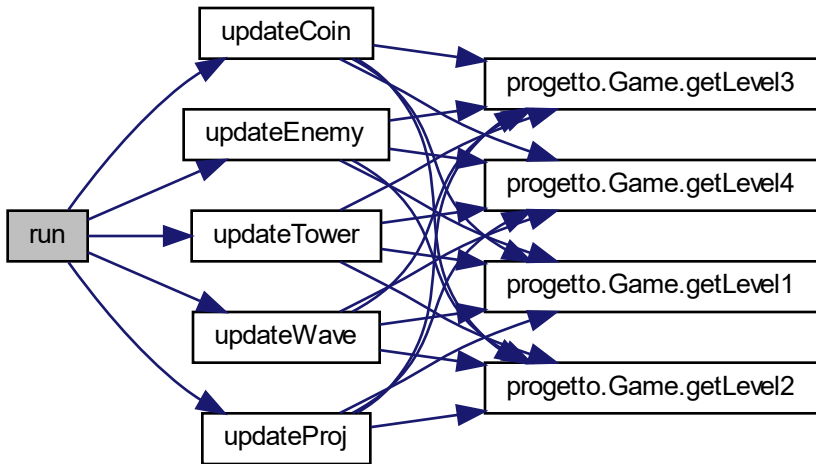 run
updateCoin
updateEnemy
updateTower
updateWave
updateProj
progetto.Game.getLevel3
progetto.Game.getLevel4
progetto.Game.getLevel1
progetto.Game.getLevel2